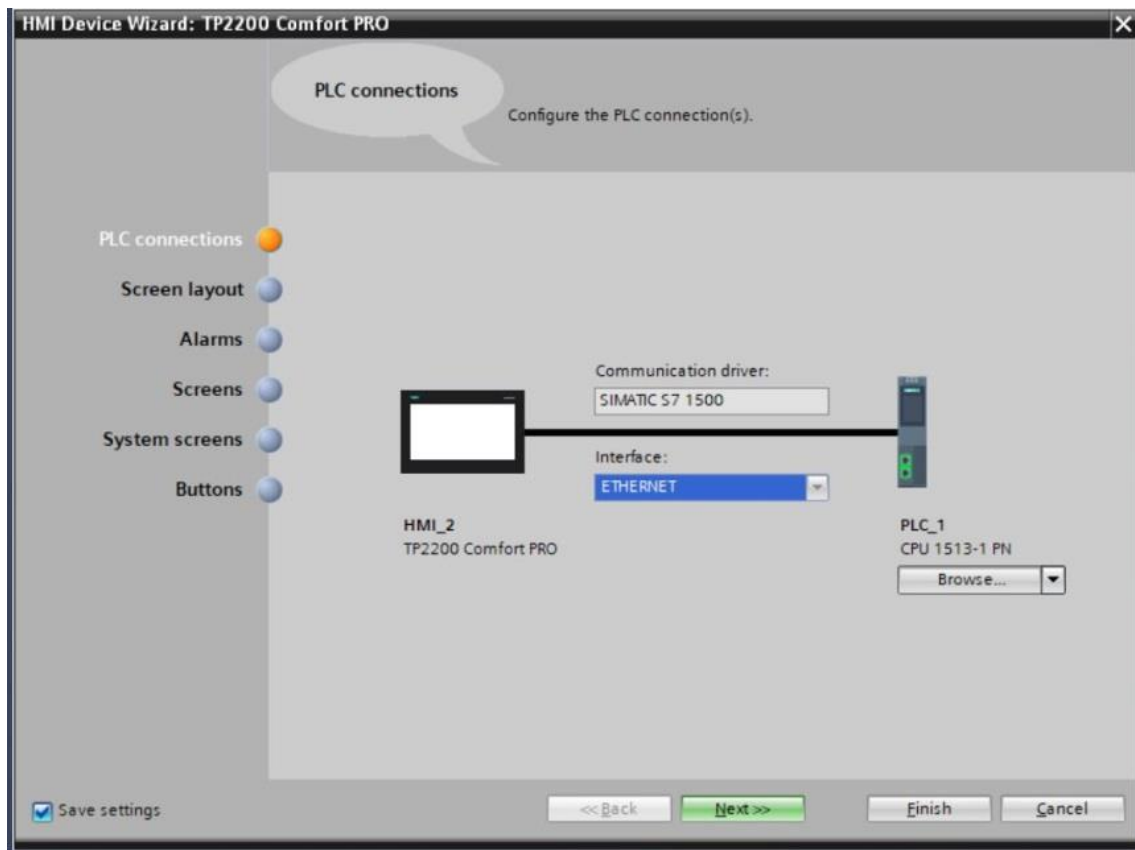 HMI Device Wizard: TP2200 Comfort PRO
PLC connections
Configure the PLC connection(s).
PLC connections
Screen layout
Alarms
Screens
System screens
Buttons
Communication driver:
SIMATIC S7 1500
Interface:
ETHERNET
HMI_2
TP2200 Comfort PRO
PLC_1
CPU 1513-1 PN
Browse...
Save settings
<<Back
Next>>
Finish
Cancel